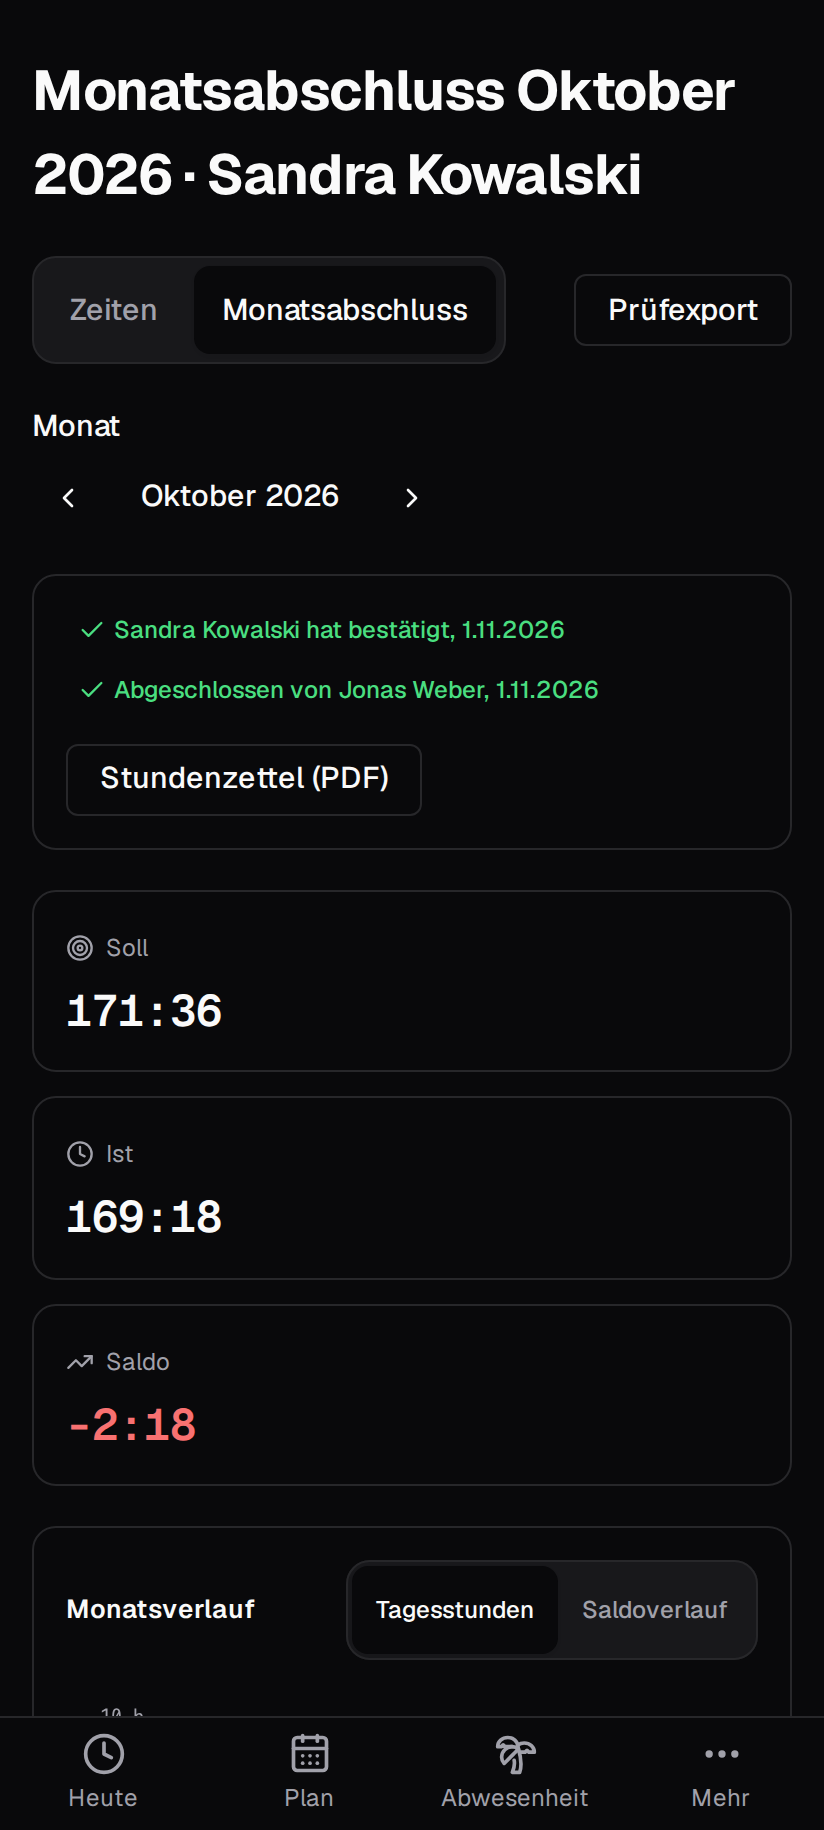 Monatsabschluss Oktober
2026 · Sandra Kowalski
Zeiten
Monatsabschluss
Prüfexport
Monat
Oktober 2026
Sandra Kowalski hat bestätigt, 1.11.2026
Abgeschlossen von Jonas Weber, 1.11.2026
Stundenzettel (PDF)
Soll
171:36
Ist
169:18
Saldo
-2:18
Monatsverlauf
Tagesstunden
Saldoverlauf
10 h
Heute
Plan
Abwesenheit
Mehr